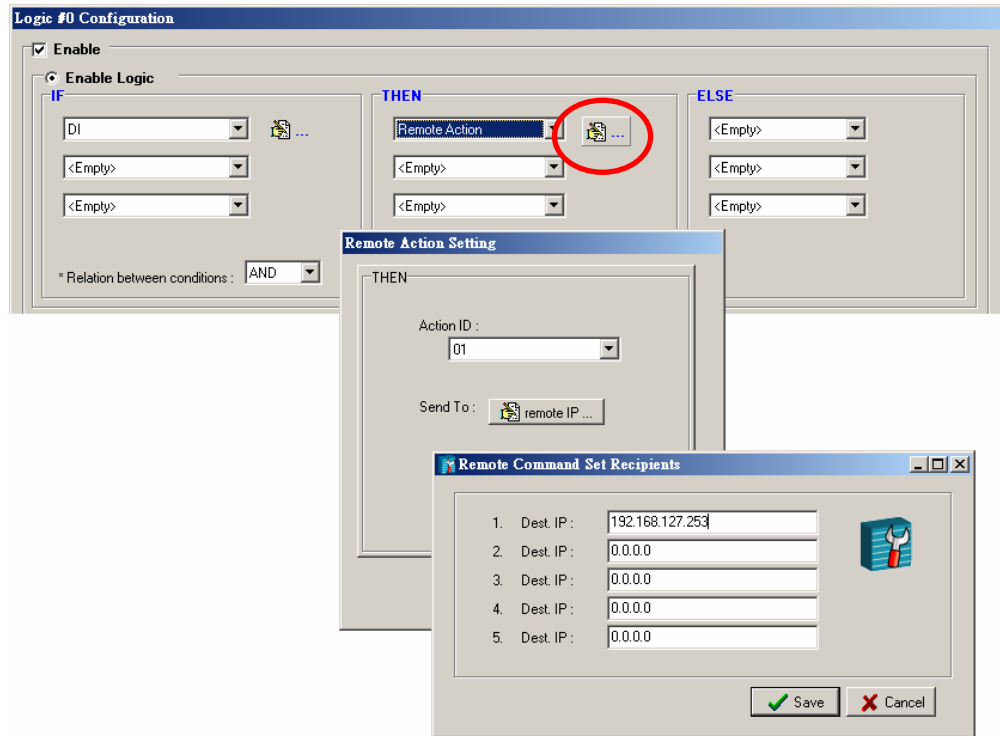 Logic #0 Configuration
Enable
Enable Logic
IF
THEN
ELSE
DI
...
Remote Action
...
<Empty>
<Empty>
<Empty>
<Empty>
<Empty>
<Empty>
<Empty>
* Relation between conditions :
AND
Remote Action Setting
THEN
Action ID :
01
Send To :
remote IP ...
Remote Command Set Recipients
1. Dest. IP : 192.168.127.253
2. Dest. IP : 0.0.0.0
3. Dest. IP : 0.0.0.0
4. Dest. IP : 0.0.0.0
5. Dest. IP : 0.0.0.0
Save
Cancel